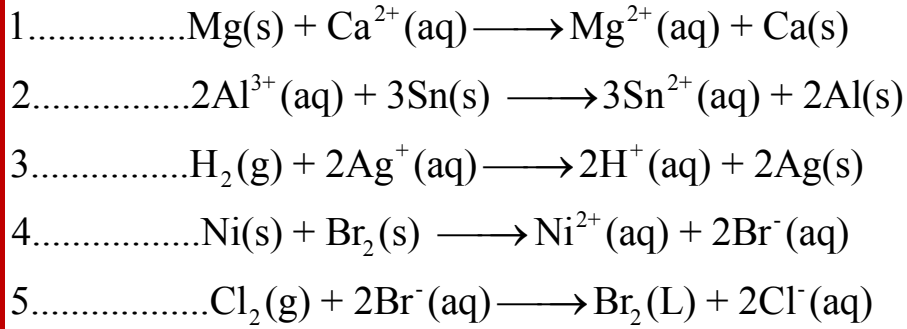 1...............Mg(s) + Ca²⁺(aq) ⟶ Mg²⁺(aq) + Ca(s)
2...............2Al³⁺(aq) + 3Sn(s) ⟶ 3Sn²⁺(aq) + 2Al(s)
3...............H₂(g) + 2Ag⁺(aq) ⟶ 2H⁺(aq) + 2Ag(s)
4................Ni(s) + Br₂(s) ⟶ Ni²⁺(aq) + 2Br⁻(aq)
5.................Cl₂(g) + 2Br⁻(aq) ⟶ Br₂(L) + 2Cl⁻(aq)